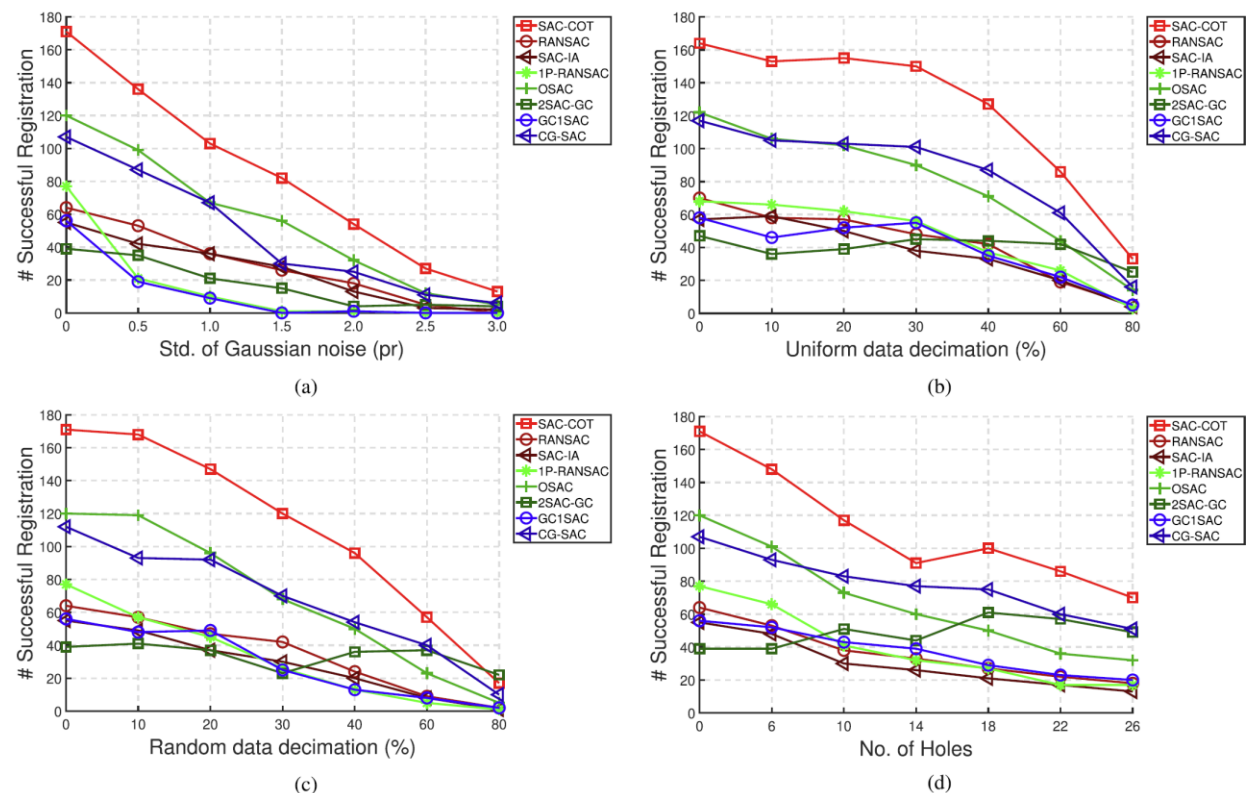 180
160
140
120
100
80
60
40
20
0
# Successful Registration
0 0.5 1.0 1.5 2.0 2.5 3.0
Std. of Gaussian noise (pr)
SAC-COT
RANSAC
SAC-IA
1P-RANSAC
OSAC
2SAC-GC
GC1SAC
CG-SAC
(a)
180
160
140
120
100
80
60
40
20
0
# Successful Registration
0 10 20 30 40 60 80
Uniform data decimation (%)
SAC-COT
RANSAC
SAC-IA
1P-RANSAC
OSAC
2SAC-GC
GC1SAC
CG-SAC
(b)
180
160
140
120
100
80
60
40
20
0
# Successful Registration
0 10 20 30 40 60 80
Random data decimation (%)
SAC-COT
RANSAC
SAC-IA
1P-RANSAC
OSAC
2SAC-GC
GC1SAC
CG-SAC
(c)
180
160
140
120
100
80
60
40
20
0
# Successful Registration
0 6 10 14 18 22 26
No. of Holes
SAC-COT
RANSAC
SAC-IA
1P-RANSAC
OSAC
2SAC-GC
GC1SAC
CG-SAC
(d)